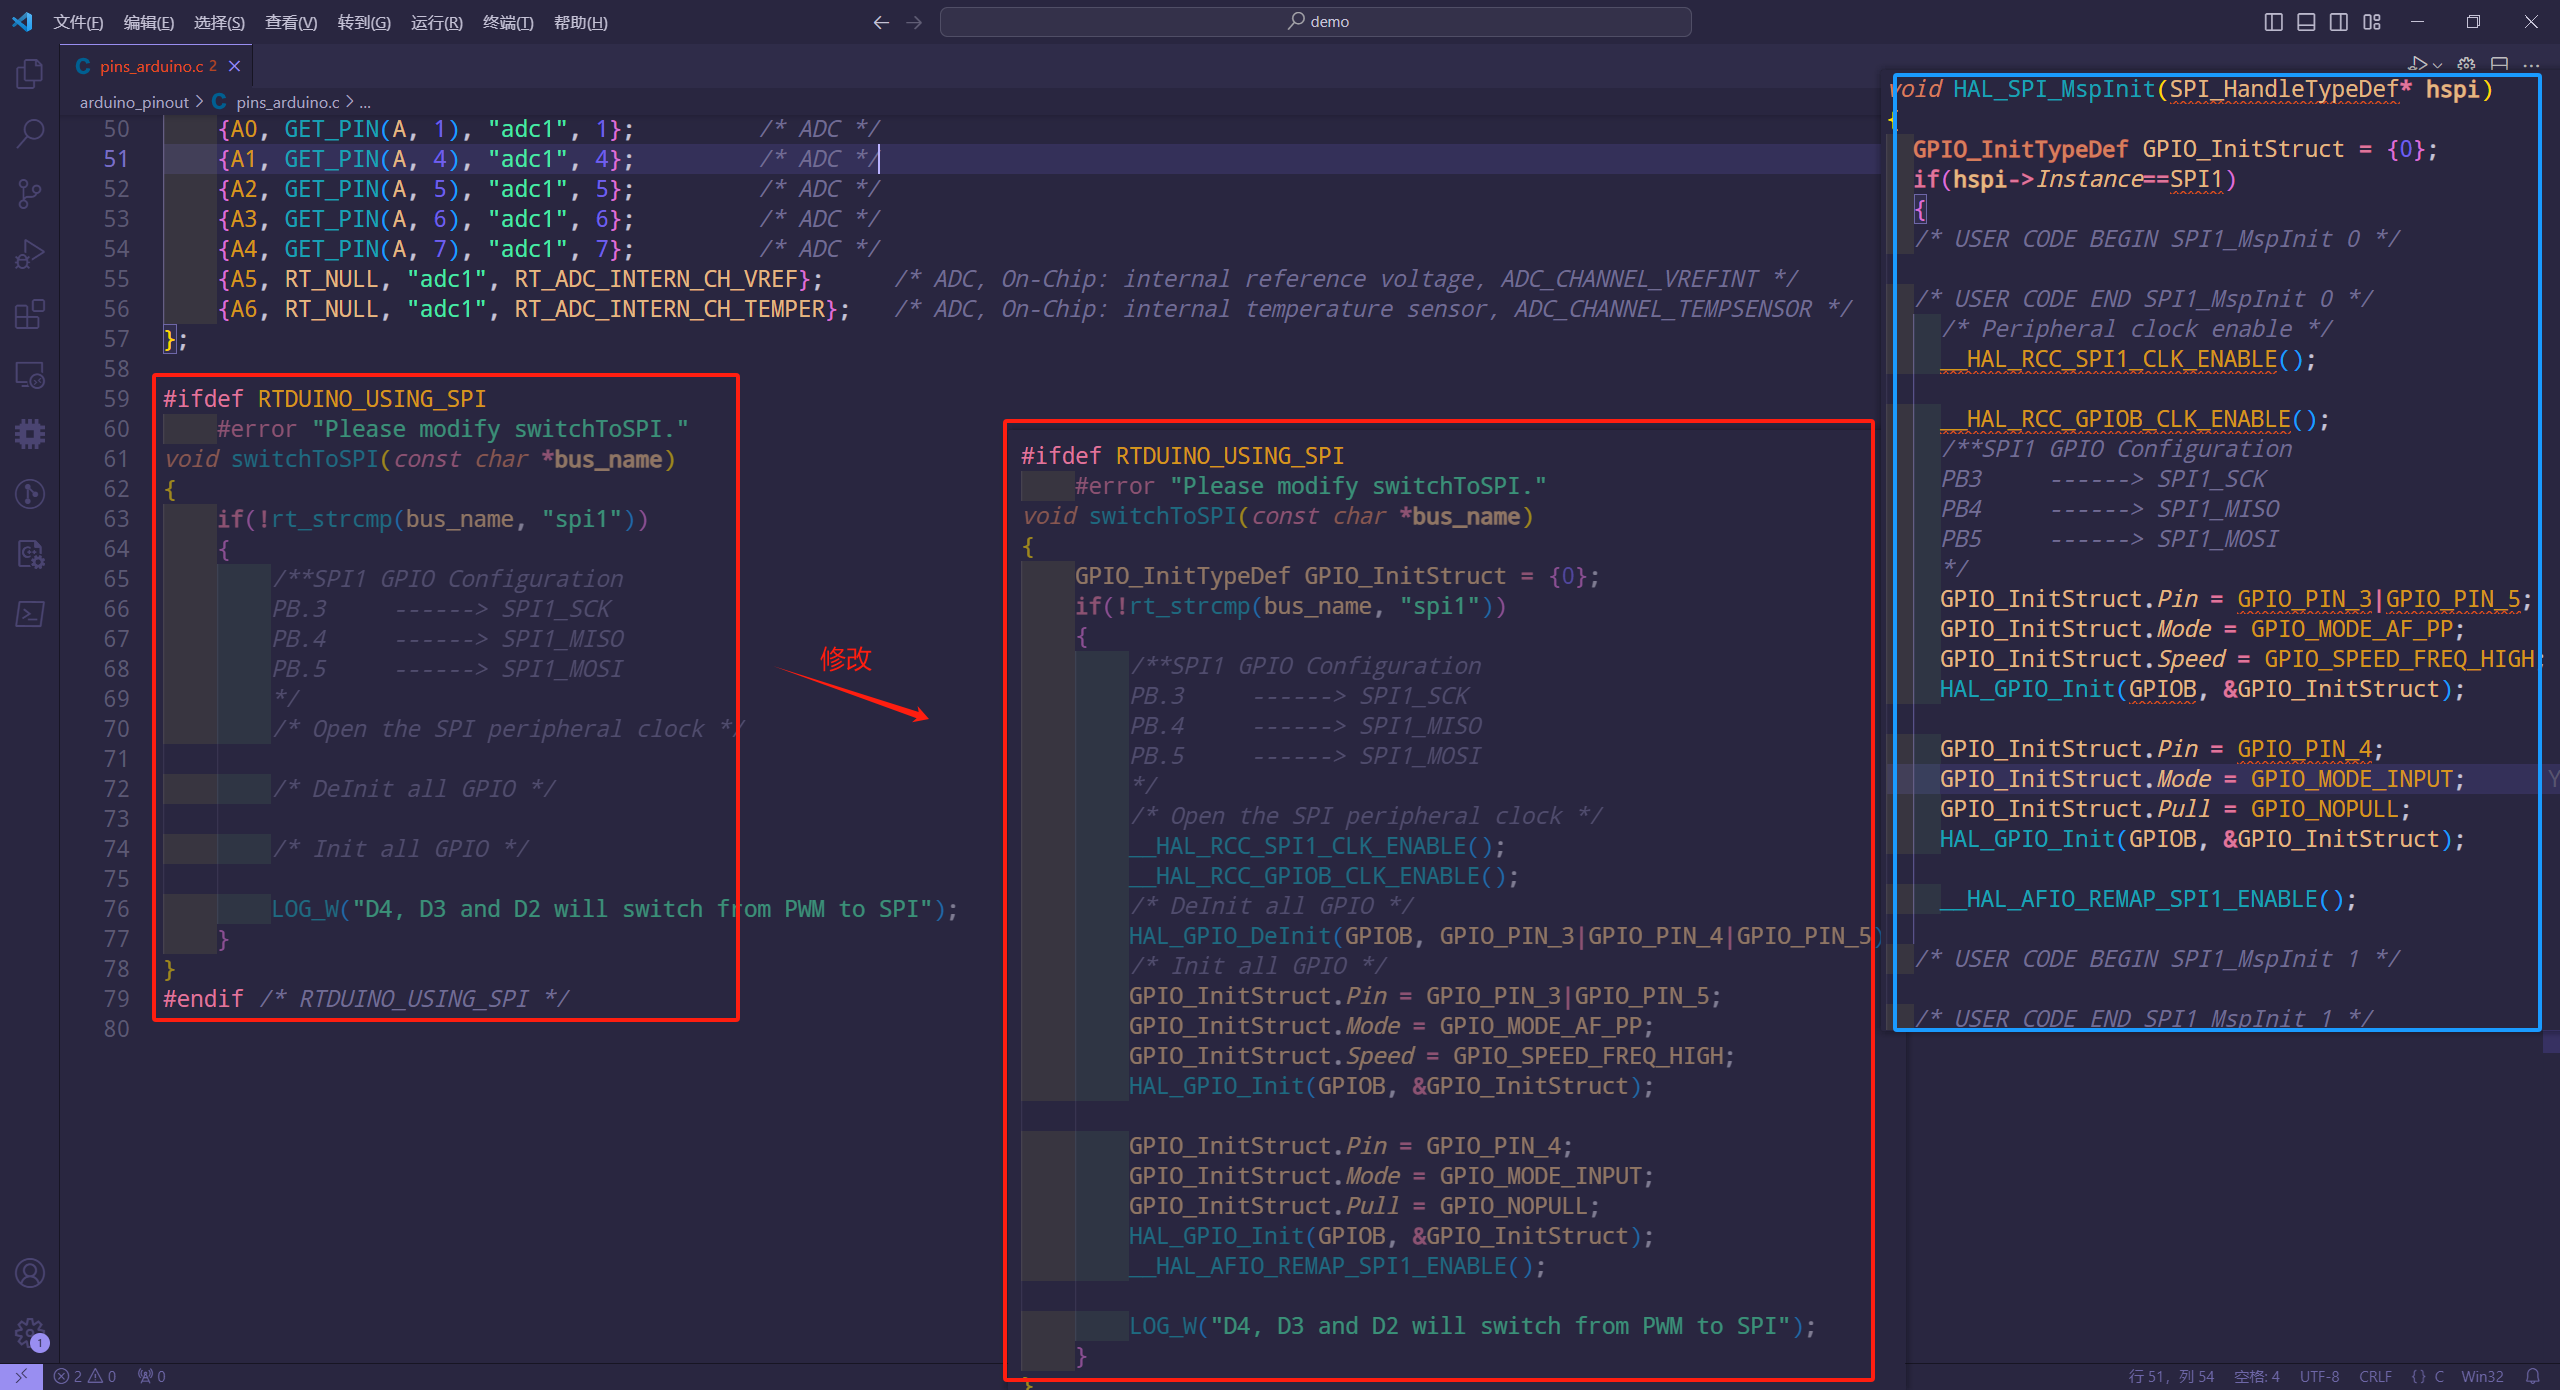 文件(F) 编辑(E) 选择(S) 查看(V) 转到(G) 运行(R) 终端(T) 帮助(H)
demo
pins_arduino.c 2
arduino_pinout > pins_arduino.c > ...
50 {A0, GET_PIN(A, 1), "adc1", 1}; /* ADC */
51 {A1, GET_PIN(A, 4), "adc1", 4}; /* ADC */
52 {A2, GET_PIN(A, 5), "adc1", 5}; /* ADC */
53 {A3, GET_PIN(A, 6), "adc1", 6}; /* ADC */
54 {A4, GET_PIN(A, 7), "adc1", 7}; /* ADC */
55 {A5, RT_NULL, "adc1", RT_ADC_INTERN_CH_VREF}; /* ADC, On-Chip: internal reference voltage, ADC_CHANNEL_VREFINT */
56 {A6, RT_NULL, "adc1", RT_ADC_INTERN_CH_TEMPER}; /* ADC, On-Chip: internal temperature sensor, ADC_CHANNEL_TEMPSENSOR */
57 };
58
59 #ifdef RTDUINO_USING_SPI
60 #error "Please modify switchToSPI."
61 void switchToSPI(const char *bus_name)
62 {
63 if(!rt_strcmp(bus_name, "spi1"))
64 {
65 /**SPI1 GPIO Configuration
66 PB.3 ------> SPI1_SCK
67 PB.4 ------> SPI1_MISO
68 PB.5 ------> SPI1_MOSI
69 */
70 /* Open the SPI peripheral clock */
71
72 /* DeInit all GPIO */
73
74 /* Init all GPIO */
75
76 LOG_W("D4, D3 and D2 will switch from PWM to SPI");
77 }
78 }
79 #endif /* RTDUINO_USING_SPI */
80
修改
#ifdef RTDUINO_USING_SPI
#error "Please modify switchToSPI."
void switchToSPI(const char *bus_name)
{
GPIO_InitTypeDef GPIO_InitStruct = {0};
if(!rt_strcmp(bus_name, "spi1"))
{
/**SPI1 GPIO Configuration
PB.3 ------> SPI1_SCK
PB.4 ------> SPI1_MISO
PB.5 ------> SPI1_MOSI
*/
/* Open the SPI peripheral clock */
__HAL_RCC_SPI1_CLK_ENABLE();
__HAL_RCC_GPIOB_CLK_ENABLE();
/* DeInit all GPIO */
HAL_GPIO_DeInit(GPIOB, GPIO_PIN_3|GPIO_PIN_4|GPIO_PIN_5)
/* Init all GPIO */
GPIO_InitStruct.Pin = GPIO_PIN_3|GPIO_PIN_5;
GPIO_InitStruct.Mode = GPIO_MODE_AF_PP;
GPIO_InitStruct.Speed = GPIO_SPEED_FREQ_HIGH;
HAL_GPIO_Init(GPIOB, &GPIO_InitStruct);
GPIO_InitStruct.Pin = GPIO_PIN_4;
GPIO_InitStruct.Mode = GPIO_MODE_INPUT;
GPIO_InitStruct.Pull = GPIO_NOPULL;
HAL_GPIO_Init(GPIOB, &GPIO_InitStruct);
__HAL_AFIO_REMAP_SPI1_ENABLE();
LOG_W("D4, D3 and D2 will switch from PWM to SPI");
}
}
void HAL_SPI_MspInit(SPI_HandleTypeDef* hspi)
{
GPIO_InitTypeDef GPIO_InitStruct = {0};
if(hspi->Instance==SPI1)
{
/* USER CODE BEGIN SPI1_MspInit 0 */
/* USER CODE END SPI1_MspInit 0 */
/* Peripheral clock enable */
__HAL_RCC_SPI1_CLK_ENABLE();
__HAL_RCC_GPIOB_CLK_ENABLE();
/**SPI1 GPIO Configuration
PB3 ------> SPI1_SCK
PB4 ------> SPI1_MISO
PB5 ------> SPI1_MOSI
*/
GPIO_InitStruct.Pin = GPIO_PIN_3|GPIO_PIN_5;
GPIO_InitStruct.Mode = GPIO_MODE_AF_PP;
GPIO_InitStruct.Speed = GPIO_SPEED_FREQ_HIGH;
HAL_GPIO_Init(GPIOB, &GPIO_InitStruct);
GPIO_InitStruct.Pin = GPIO_PIN_4;
GPIO_InitStruct.Mode = GPIO_MODE_INPUT;
GPIO_InitStruct.Pull = GPIO_NOPULL;
HAL_GPIO_Init(GPIOB, &GPIO_InitStruct);
__HAL_AFIO_REMAP_SPI1_ENABLE();
/* USER CODE BEGIN SPI1_MspInit 1 */
/* USER CODE END SPI1_MspInit 1 */
1
2 0 0 行 51，列 54 空格: 4 UTF-8 CRLF {} C Win32